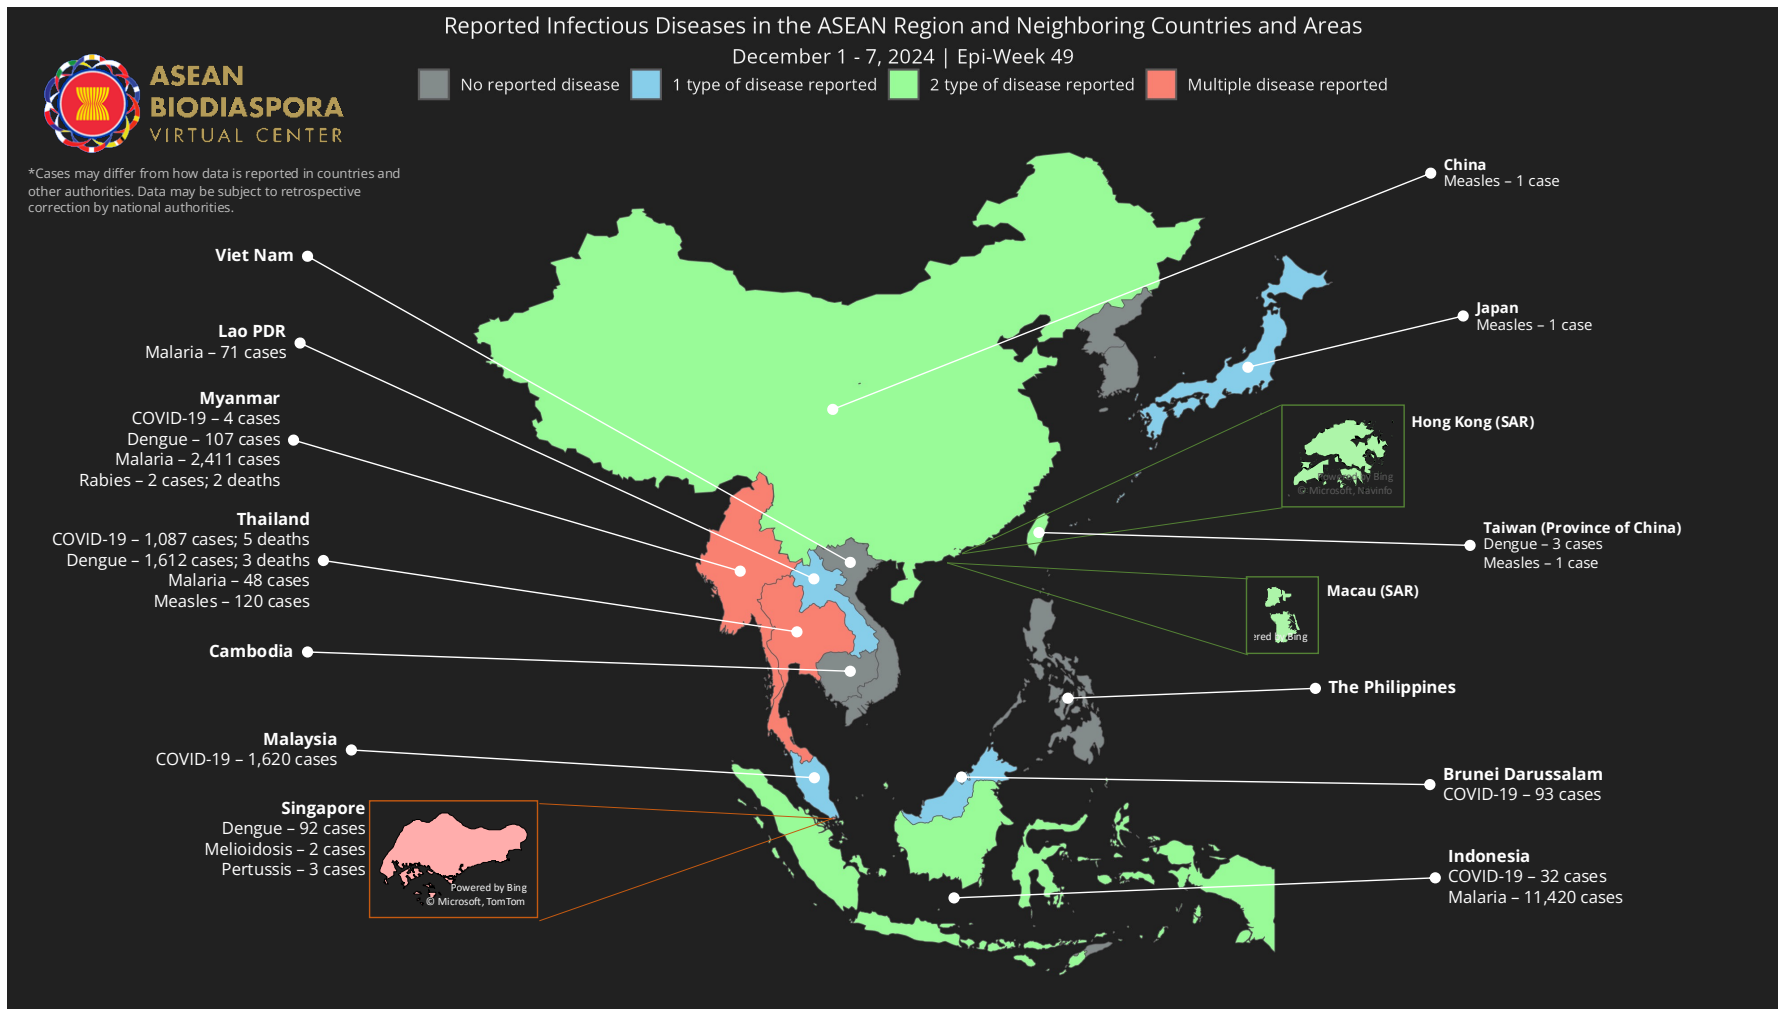 Reported Infectious Diseases in the ASEAN Region and Neighboring Countries and Areas
December 1 - 7, 2024 | Epi-Week 49
No reported disease
1 type of disease reported
2 type of disease reported
Multiple disease reported
ASEAN
BIODIASPORA
VIRTUAL CENTER
*Cases may differ from how data is reported in countries and
other authorities. Data may be subject to retrospective
correction by national authorities.
Viet Nam
Lao PDR
Malaria – 71 cases
Myanmar
COVID-19 – 4 cases
Dengue – 107 cases
Malaria – 2,411 cases
Rabies – 2 cases; 2 deaths
Thailand
COVID-19 – 1,087 cases; 5 deaths
Dengue – 1,612 cases; 3 deaths
Malaria – 48 cases
Measles – 120 cases
Cambodia
Malaysia
COVID-19 – 1,620 cases
Singapore
Dengue – 92 cases
Melioidosis – 2 cases
Pertussis – 3 cases
Powered by Bing
© Microsoft, TomTom
China
Measles – 1 case
Japan
Measles – 1 case
Hong Kong (SAR)
Powered by Bing
© Microsoft, Navinfo
Taiwan (Province of China)
Dengue – 3 cases
Measles – 1 case
Macau (SAR)
ered by Bing
The Philippines
Brunei Darussalam
COVID-19 – 93 cases
Indonesia
COVID-19 – 32 cases
Malaria – 11,420 cases